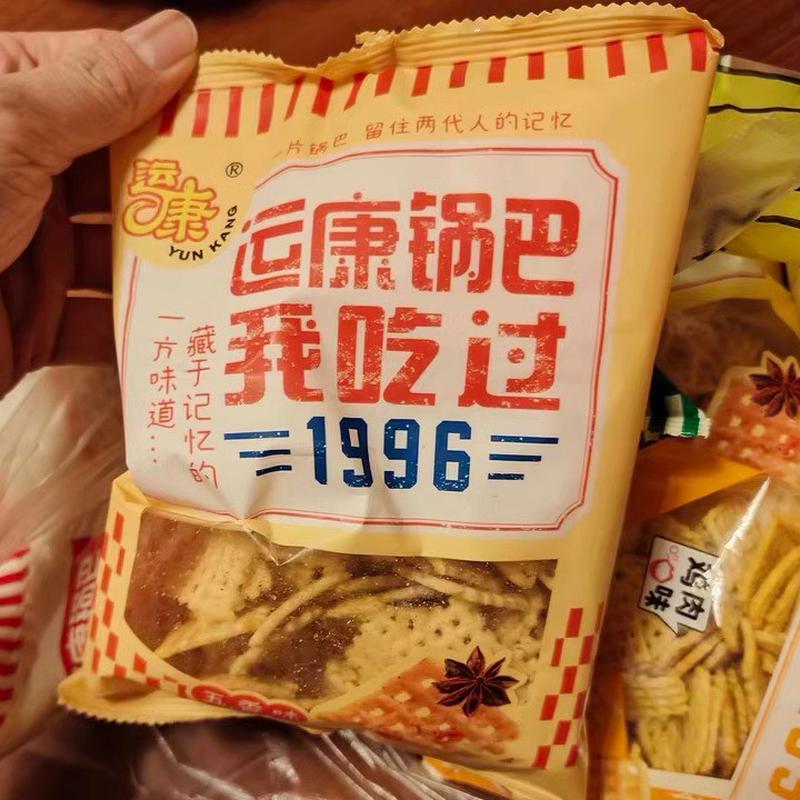 一片锅巴 留住两代人的记忆
运康
®
YUN KANG
运康锅巴
我吃过
1996
藏于记忆的
一方味道...
五香味
鸡肉味